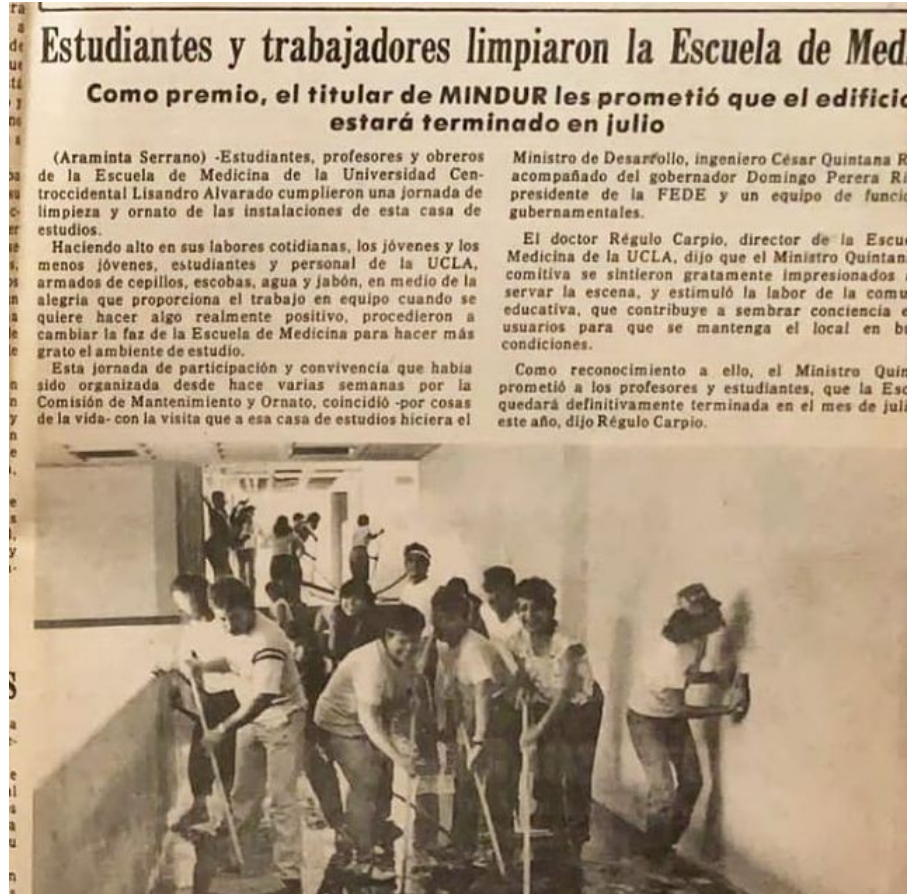 Estudiantes y trabajadores limpiaron la Escuela de Med
Como premio, el titular de MINDUR les prometió que el edificio
estará terminado en julio
(Araminta Serrano) -Estudiantes, profesores y obreros
de la Escuela de Medicina de la Universidad Cen-
troccidental Lisandro Alvarado cumplieron una jornada de
limpieza y ornato de las instalaciones de esta casa de
estudios.
Haciendo alto en sus labores cotidianas, los jóvenes y los
menos jóvenes, estudiantes y personal de la UCLA,
armados de cepillos, escobas, agua y jabón, en medio de la
alegria que proporciona el trabajo en equipo cuando se
quiere hacer algo realmente positivo, procedieron a
cambiar la faz de la Escuela de Medicina para hacer más
grato el ambiente de estudio.
Esta jornada de participación y convivencia que había
sido organizada desde hace varias semanas por la
Comisión de Mantenimiento y Ornato, coincidió -por cosas
de la vida- con la visita que a esa casa de estudios hiciera el
Ministro de Desarrollo, ingeniero César Quintana R
acompañado del gobernador Domingo Perera Ri
presidente de la FEDE y un equipo de funcio
gubernamentales.
El doctor Régulo Carpio, director de la Escue
Medicina de la UCLA, dijo que el Ministro Quintan
comitiva se sintieron gratamente impresionados
servar la escena, y estimuló la labor de la comu
educativa, que contribuye a sembrar conciencia e
usuarios para que se mantenga el local en bu
condiciones.
Como reconocimiento a ello, el Ministro Quin
prometió a los profesores y estudiantes, que la Esc
quedará definitivamente terminada en el mes de juli
este año, dijo Régulo Carpio.